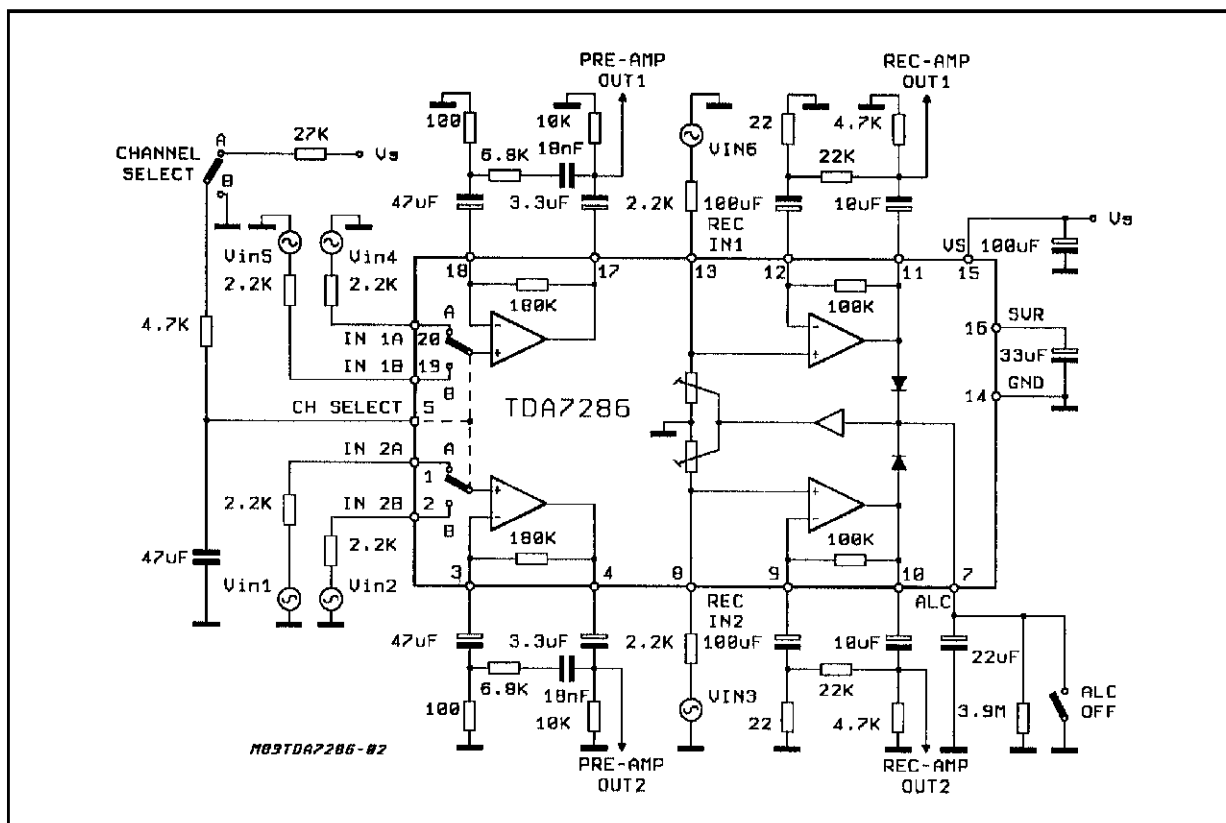 PRE-AMP
OUT1
REC-AMP
OUT1
100
10K
22
4.7K
27K
A
CHANNEL
SELECT
Vs
B
6.8K
18nF
VIN6
22K
47uF
3.3uF
2.2K
100uF
10uF
REC
IN1
VS
Vs
100uF
Vin5
Vin4
18
17
13
12
11
15
2.2K
2.2K
180K
100K
4.7K
A
16
SVR
IN 1A
20
33uF
IN 1B
19
B
GND
14
CH SELECT
5
TDA7286
IN 2A
A
1
2.2K
IN 2B
2
B
2.2K
180K
100K
47uF
Vin1
Vin2
3
4
8
9
10
7
REC
IN2
ALC
47uF
3.3uF
2.2K
100uF
10uF
22uF
6.8K
18nF
22K
VIN3
3.9M
ALC
OFF
100
10K
22
4.7K
M89TDA7286-02
PRE-AMP
OUT2
REC-AMP
OUT2
+
-
+
-
+
-
+
-